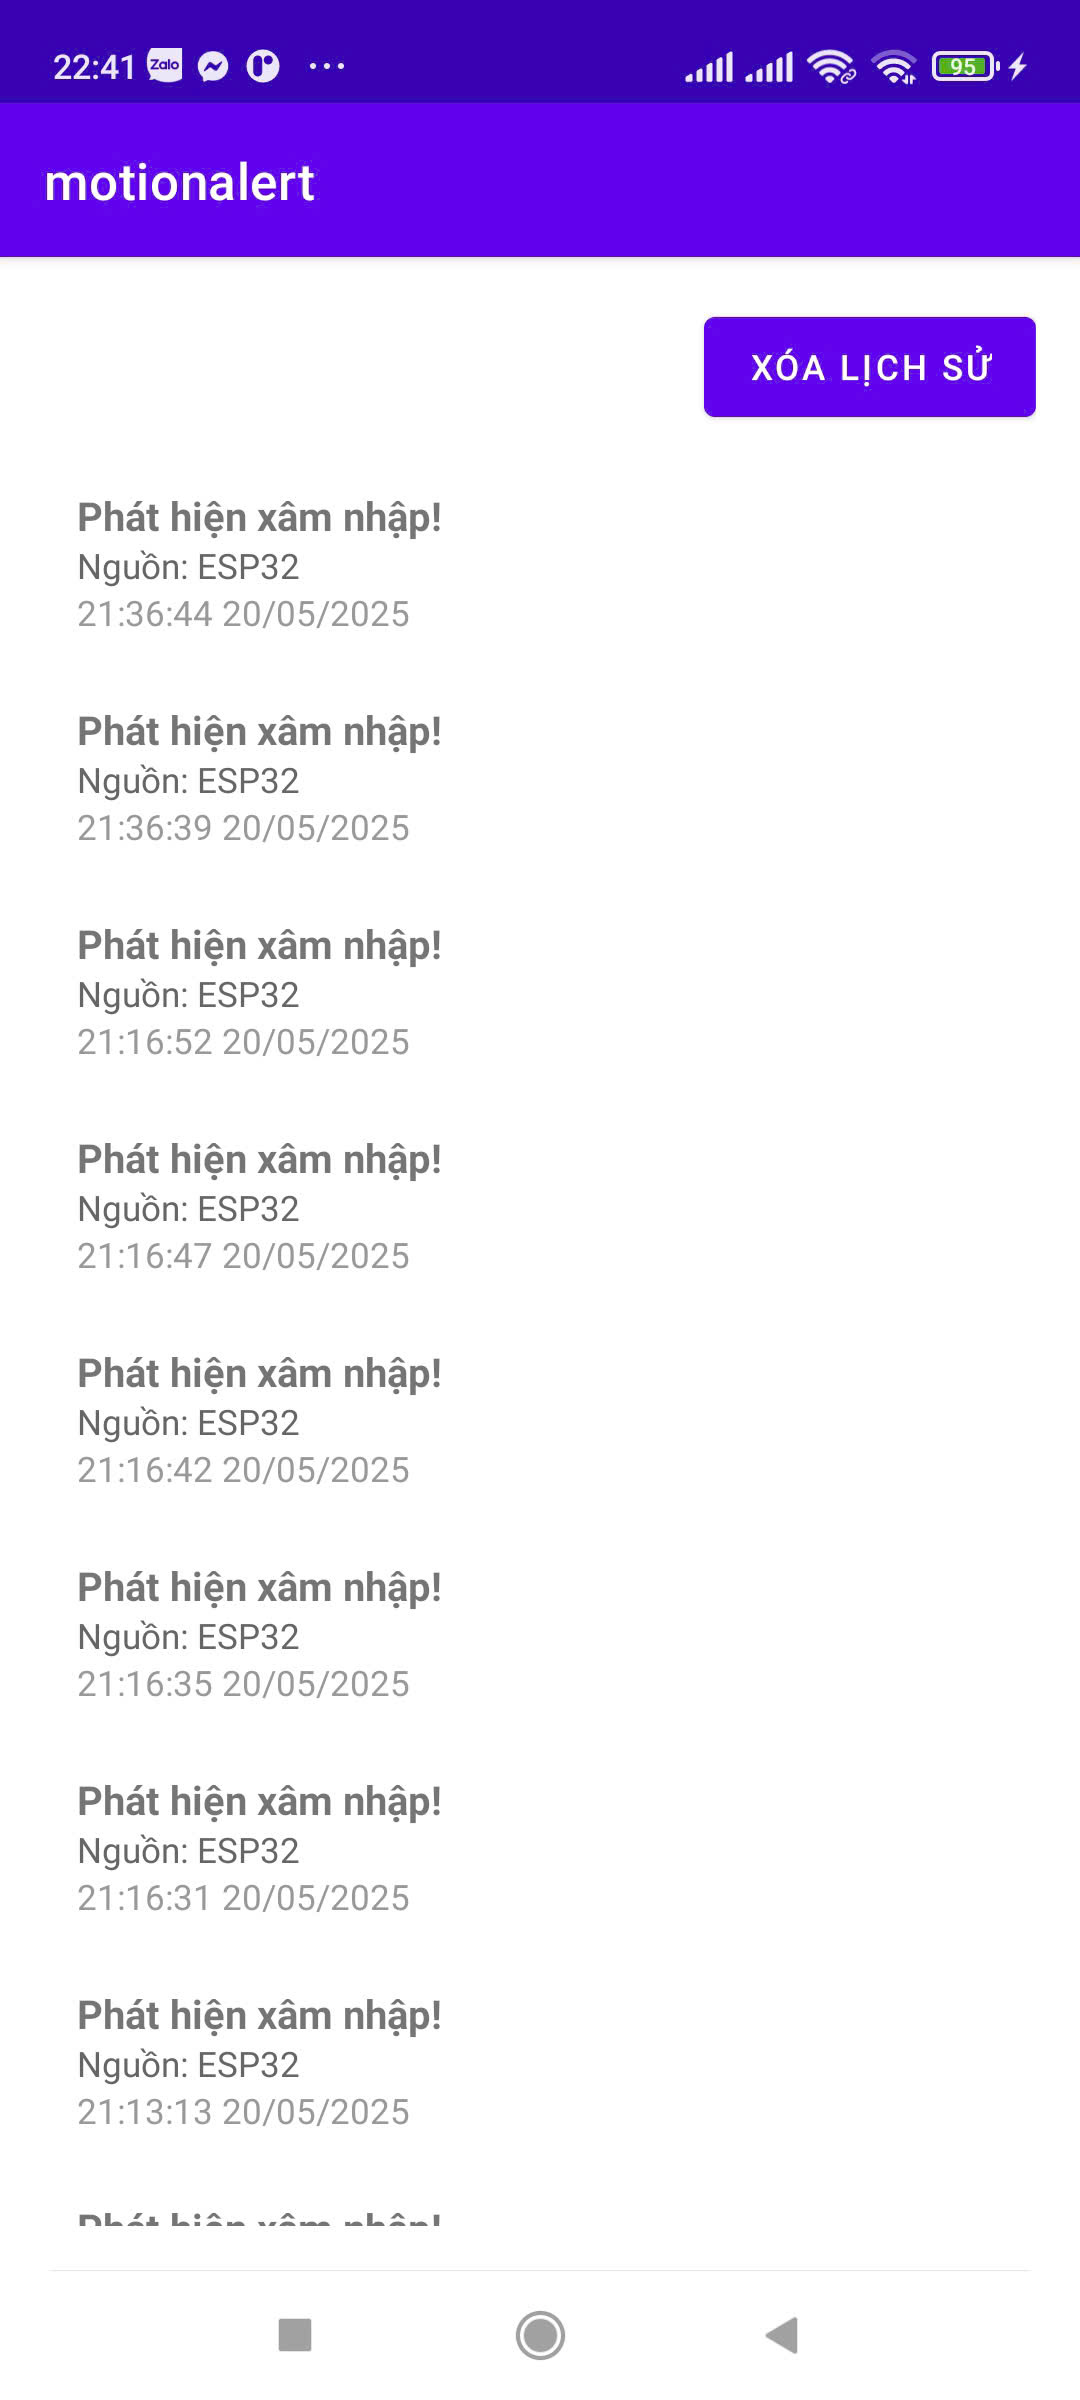 22:41 Zalo 95
motionalert
XÓA LỊCH SỬ
Phát hiện xâm nhập!
Nguồn: ESP32
21:36:44 20/05/2025
Phát hiện xâm nhập!
Nguồn: ESP32
21:36:39 20/05/2025
Phát hiện xâm nhập!
Nguồn: ESP32
21:16:52 20/05/2025
Phát hiện xâm nhập!
Nguồn: ESP32
21:16:47 20/05/2025
Phát hiện xâm nhập!
Nguồn: ESP32
21:16:42 20/05/2025
Phát hiện xâm nhập!
Nguồn: ESP32
21:16:35 20/05/2025
Phát hiện xâm nhập!
Nguồn: ESP32
21:16:31 20/05/2025
Phát hiện xâm nhập!
Nguồn: ESP32
21:13:13 20/05/2025
Phát hiện xâm nhập!